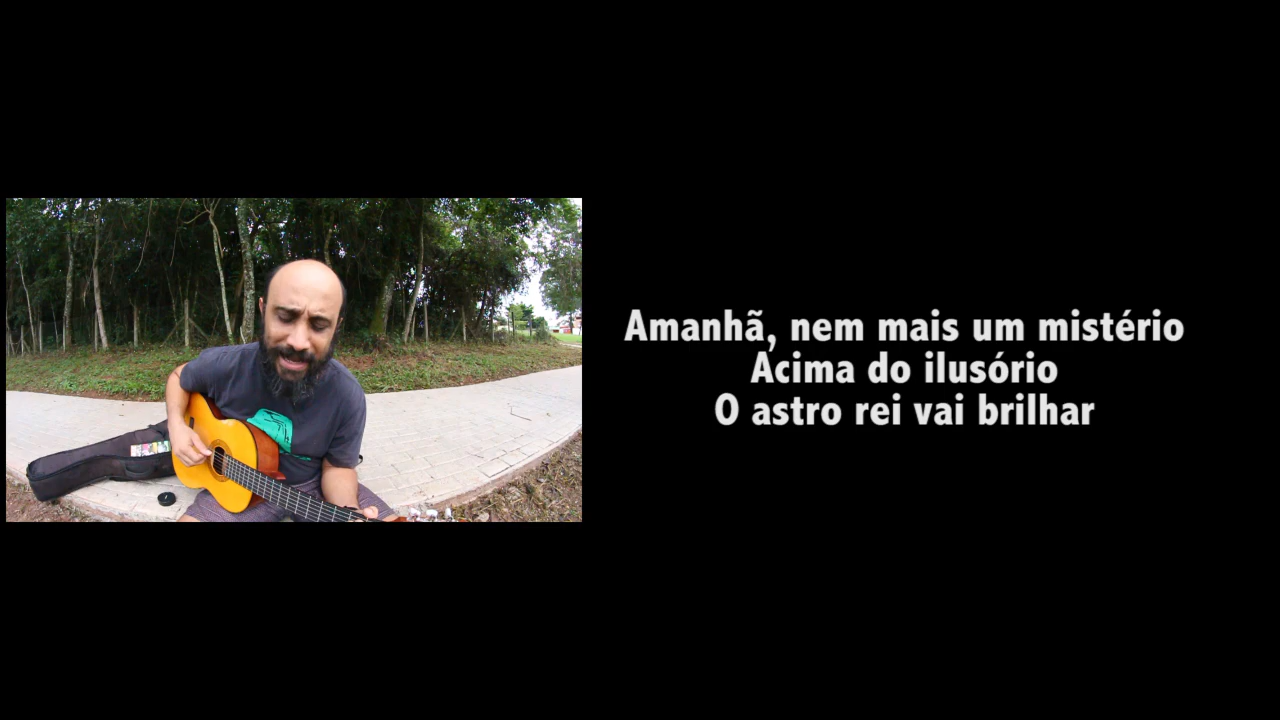 Amanhã, nem mais um mistério
Acima do ilusório
O astro rei vai brilhar